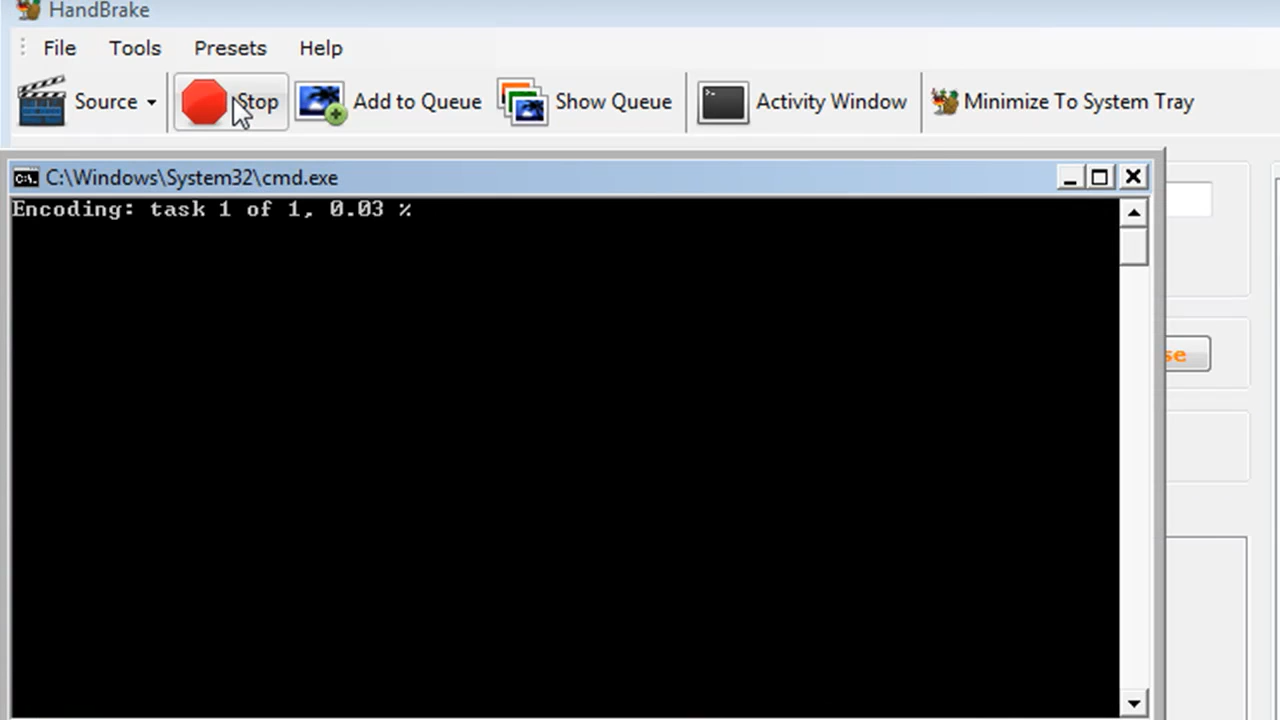 HandBrake
File Tools Presets Help
Source Stop Add to Queue Show Queue Activity Window Minimize To System Tray
C:\Windows\System32\cmd.exe
Encoding: task 1 of 1, 0.03 %
se